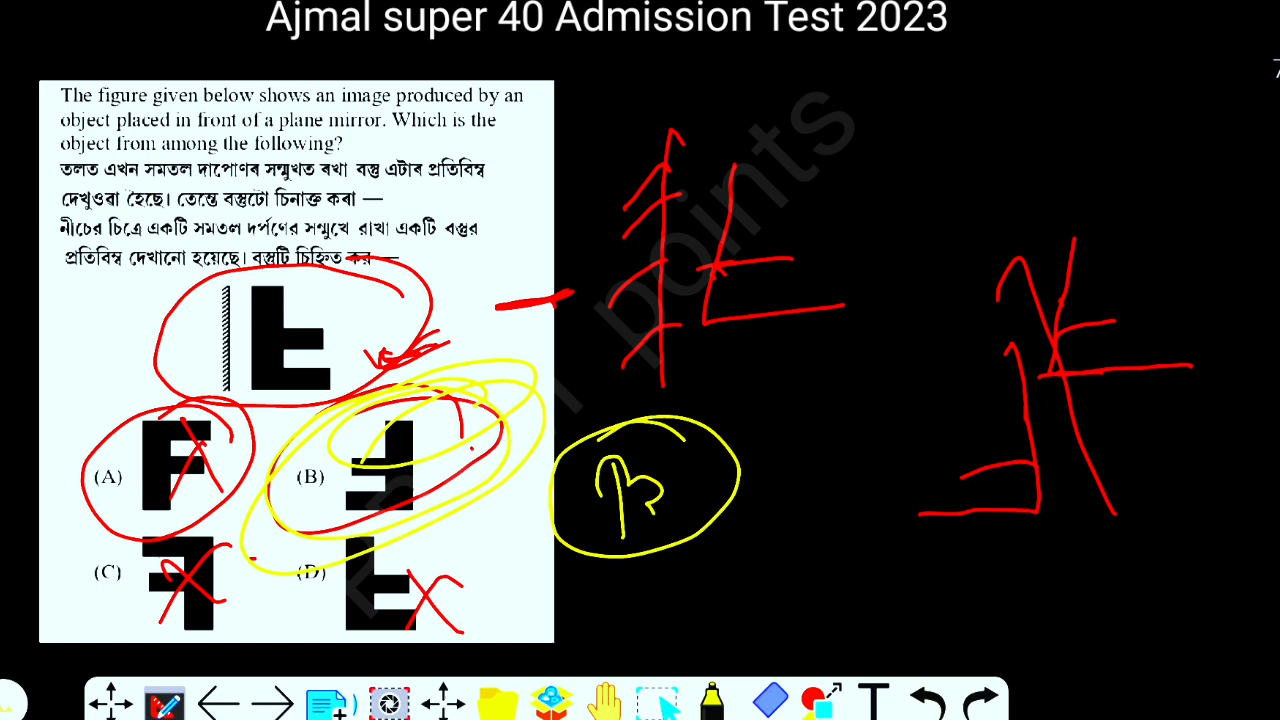 Ajmal super 40 Admission Test 2023
The figure given below shows an image produced by an
object placed in front of a plane mirror. Which is the
object from among the following?
তলত এখন সমতল দাপোণৰ সন্মুখত ৰখা বস্তু এটাৰ প্ৰতিবিম্ব
দেখুওৱা হৈছে। তেন্তে বস্তুটো চিনাক্ত কৰা —
নীচের চিত্রে একটি সমতল দর্পণের সন্মুখে রাখা একটি বস্তুর
প্রতিবিম্ব দেখানো হয়েছে। বস্তুটি চিহ্নিত কর —
(A)
(B)
(C)
(D)
points
T